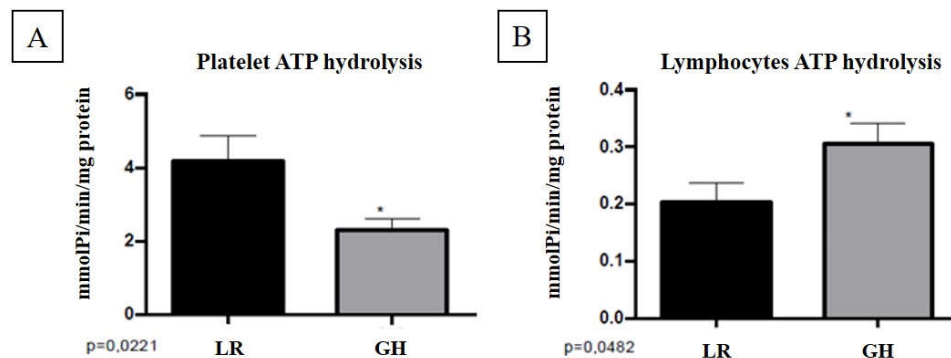 A
Platelet ATP hydrolysis
mmolPi/min/mg protein
6
4
2
0
*
p=0,0221
LR
GH
B
Lymphocytes ATP hydrolysis
mmolPi/min/mg protein
0.4
0.3
0.2
0.1
0.0
*
p=0,0482
LR
GH